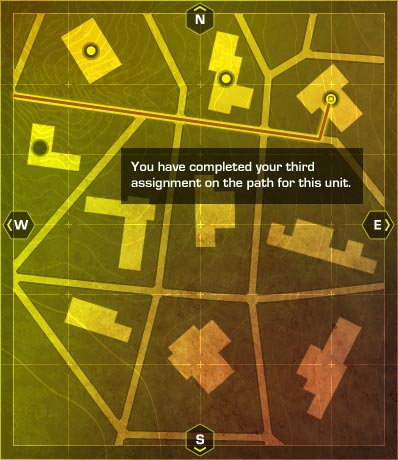 N
You have completed your third
assignment on the path for this unit.
W
E
S